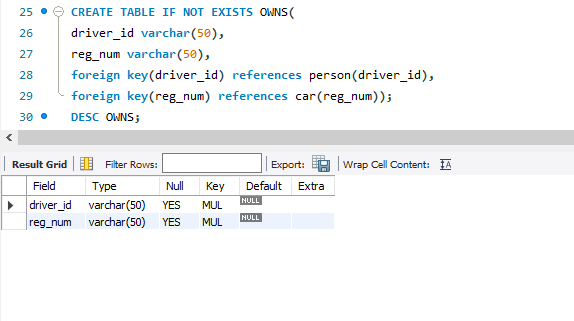 25 CREATE TABLE IF NOT EXISTS OWNS(
26 driver_id varchar(50),
27 reg_num varchar(50),
28 foreign key(driver_id) references person(driver_id),
29 foreign key(reg_num) references car(reg_num));
30 DESC OWNS;
Result Grid Filter Rows: Export: Wrap Cell Content: IA
Field Type Null Key Default Extra
driver_id varchar(50) YES MUL NULL
reg_num varchar(50) YES MUL NULL